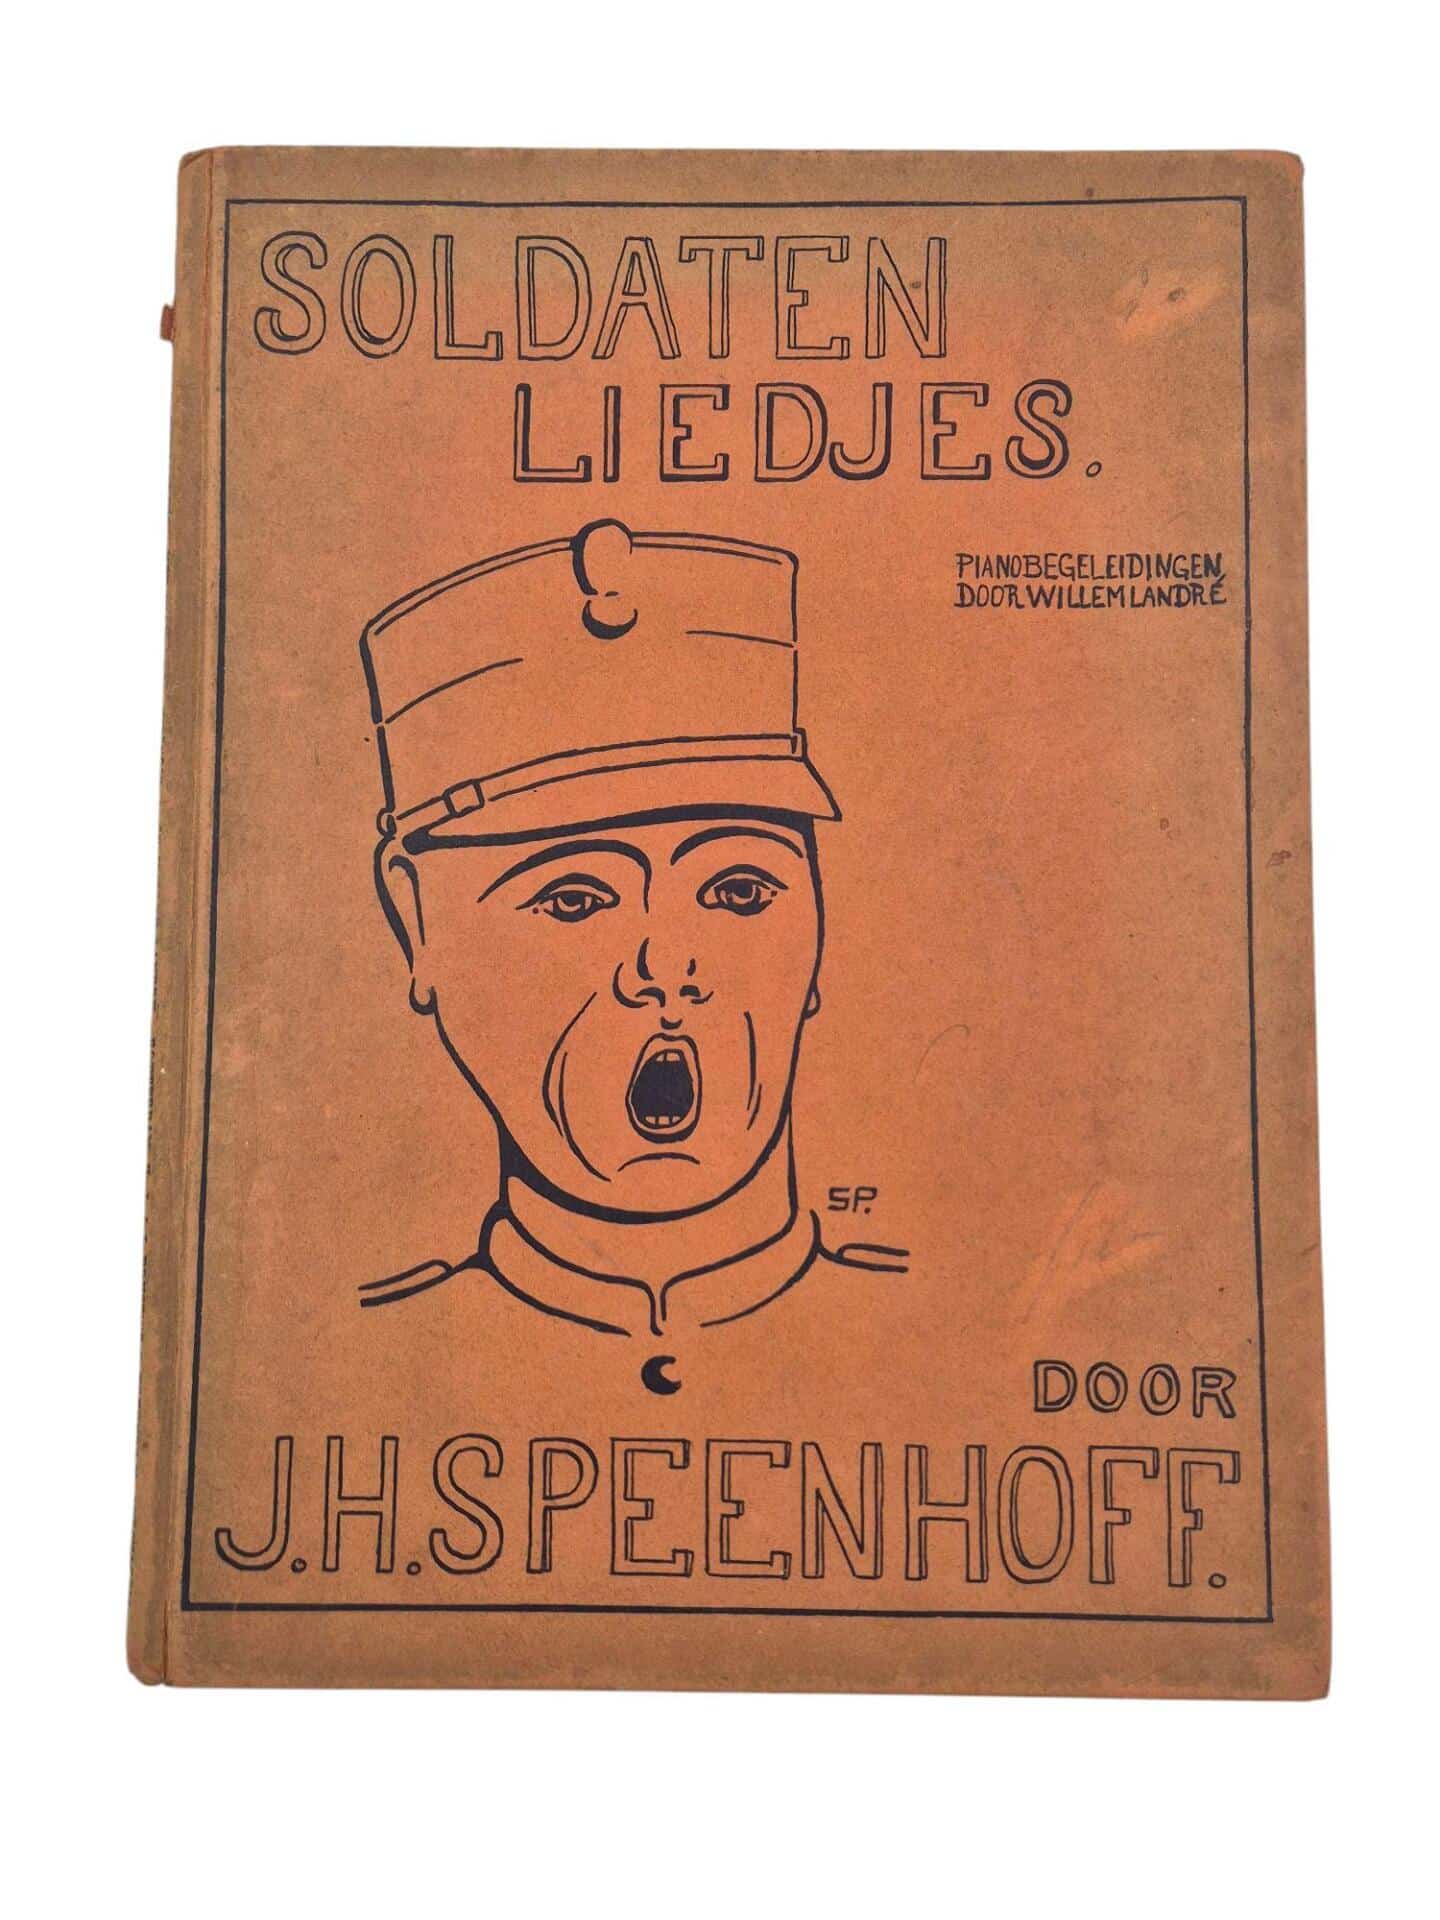 SOLDATEN
LIEDJES.
PIANOBEGELEIDINGEN
DOOR WILLEM LANDRÉ
SP.
DOOR
J.H.SPEENHOFF.